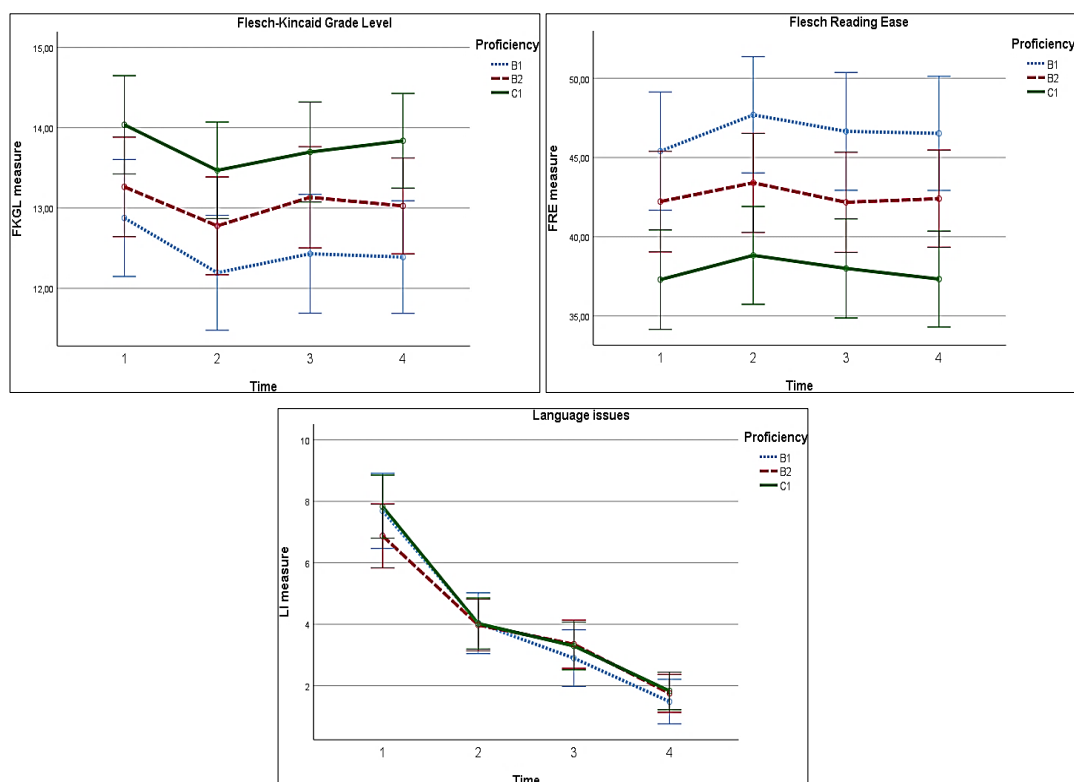 Flesch-Kincaid Grade Level
Proficiency
B1
B2
C1
FKGL measure
15,00
14,00
13,00
12,00
1 2 3 4
Time
Flesch Reading Ease
Proficiency
B1
B2
C1
FRE measure
50,00
45,00
40,00
35,00
1 2 3 4
Time
Language issues
Proficiency
B1
B2
C1
LI measure
10
8
6
4
2
1 2 3 4
Time